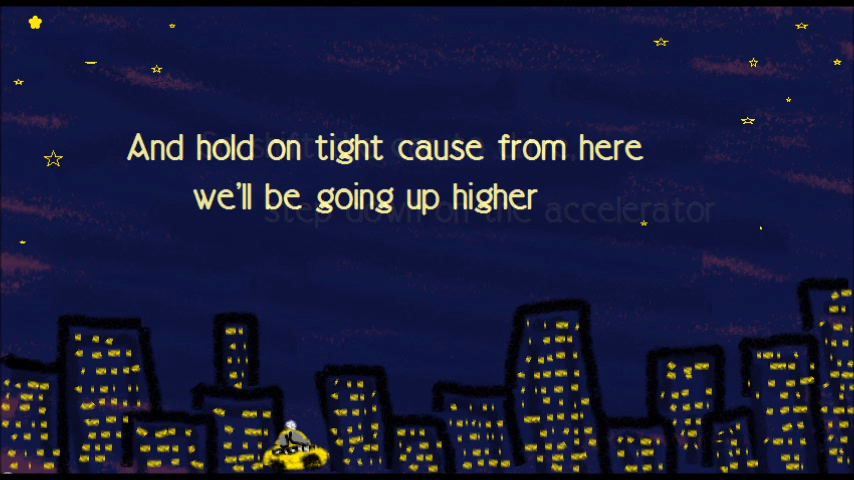 And hold on tight cause from here
we'll be going up higher
step down on the accelerator